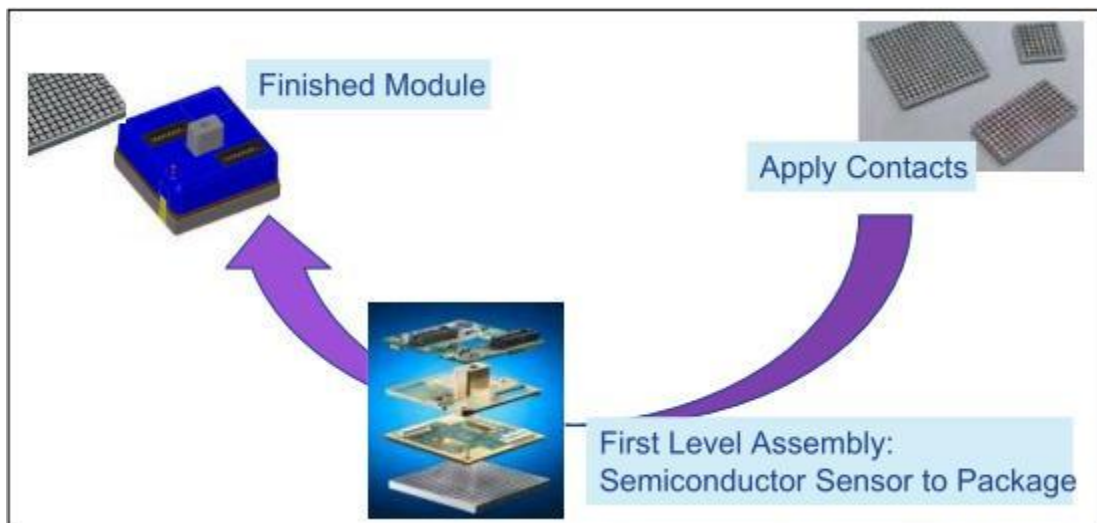 Finished Module
Apply Contacts
First Level Assembly:
Semiconductor Sensor to Package